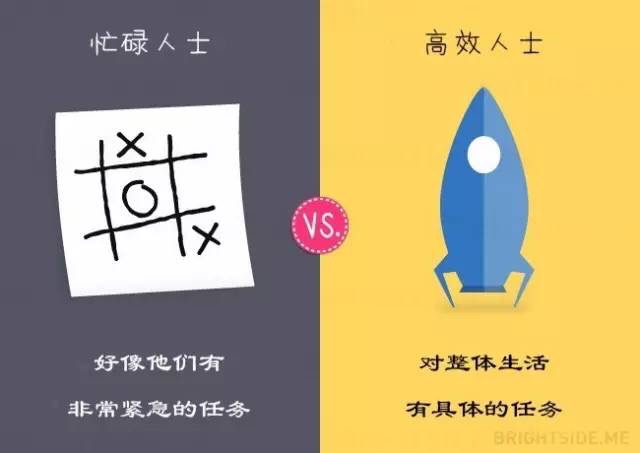 忙碌人士
高效人士
VS.
好像他们有
非常紧急的任务
对整体生活
有具体的任务
BRIGHTSIDE.ME